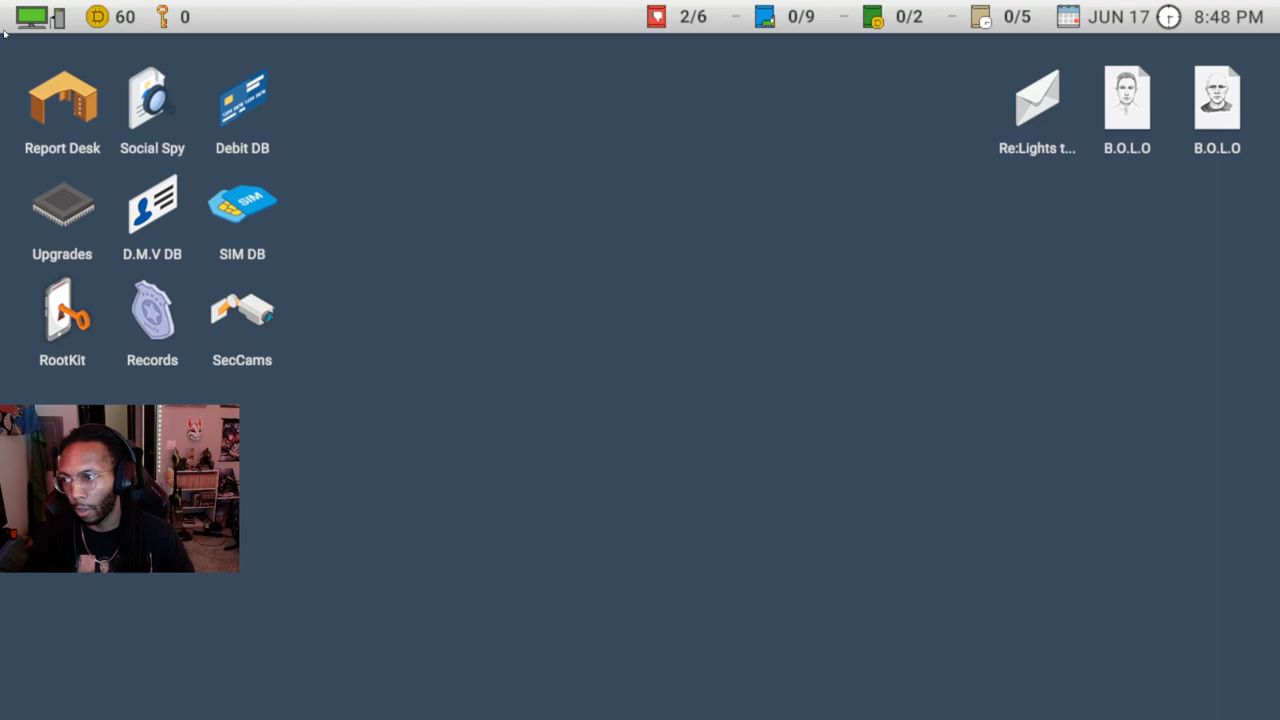 60 0 2/6 - 0/9 - 0/2 - 0/5 JUN 17 8:48 PM
Report Desk Social Spy Debit DB Re:Lights t... B.O.L.O B.O.L.O
Upgrades D.M.V DB SIM DB
RootKit Records SecCams